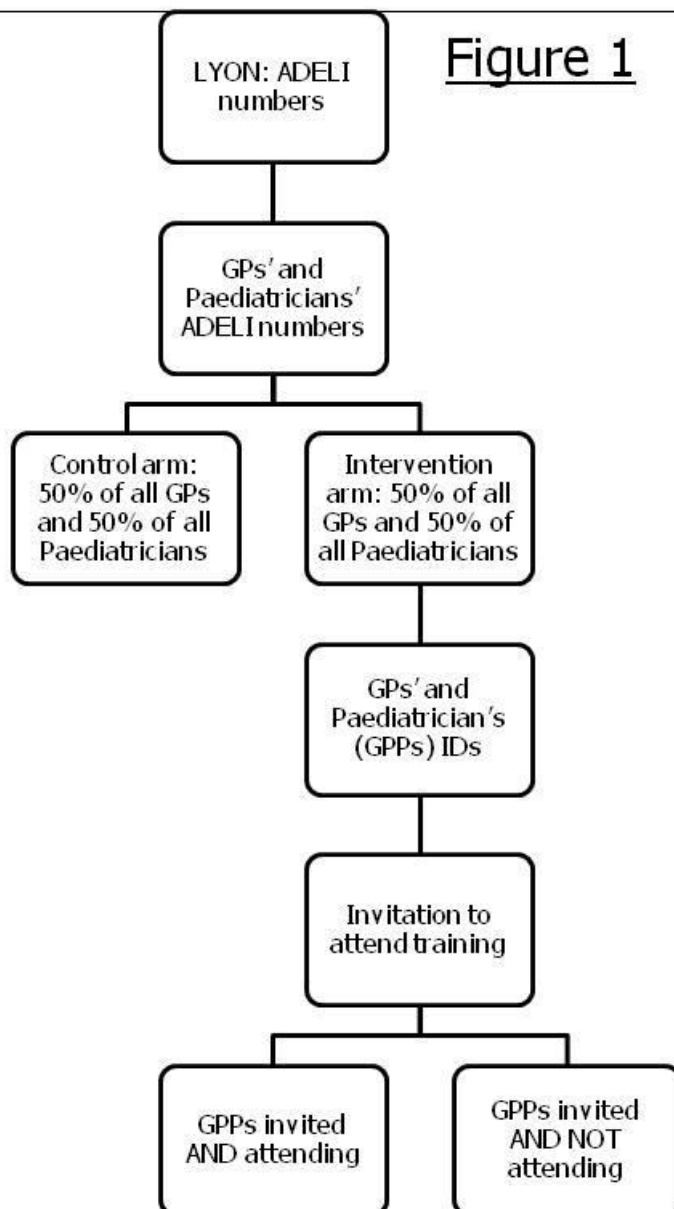 Figure 1
LYON: ADELI
numbers
GPs' and
Paediatricians'
ADELI numbers
Control arm:
50% of all GPs
and 50% of all
Paediatricians
Intervention
arm: 50% of all
GPs and 50% of
all Paediatricians
GPs' and
Paediatrician's
(GPPs) IDs
Invitation to
attend training
GPPs invited
AND attending
GPPs invited
AND NOT
attending